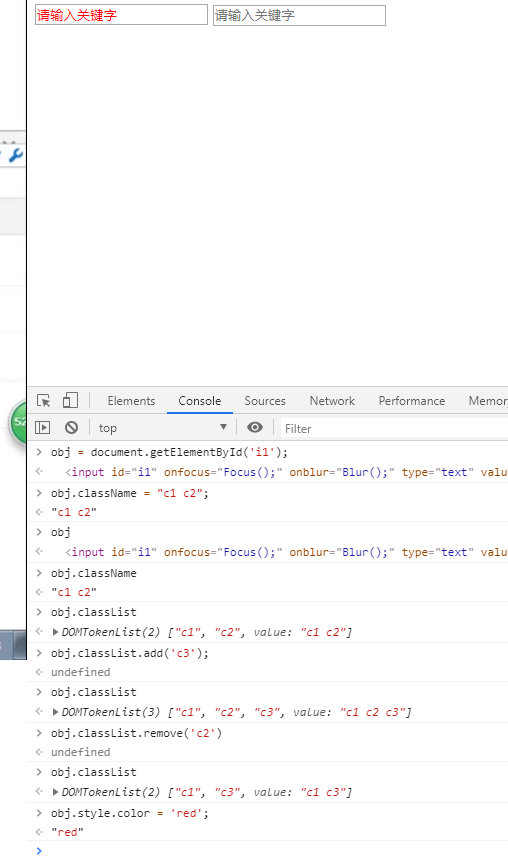 请输入关键字 请输入关键字
52
Elements Console Sources Network Performance Memor
top Filter
obj = document.getElementById('i1');
<input id="i1" onfocus="Focus();" onblur="Blur();" type="text" valu
obj.className = "c1 c2";
"c1 c2"
obj
<input id="i1" onfocus="Focus();" onblur="Blur();" type="text" valu
obj.className
"c1 c2"
obj.classList
DOMTokenList(2) ["c1", "c2", value: "c1 c2"]
obj.classList.add('c3');
undefined
obj.classList
DOMTokenList(3) ["c1", "c2", "c3", value: "c1 c2 c3"]
obj.classList.remove('c2')
undefined
obj.classList
DOMTokenList(2) ["c1", "c3", value: "c1 c3"]
obj.style.color = 'red';
"red"